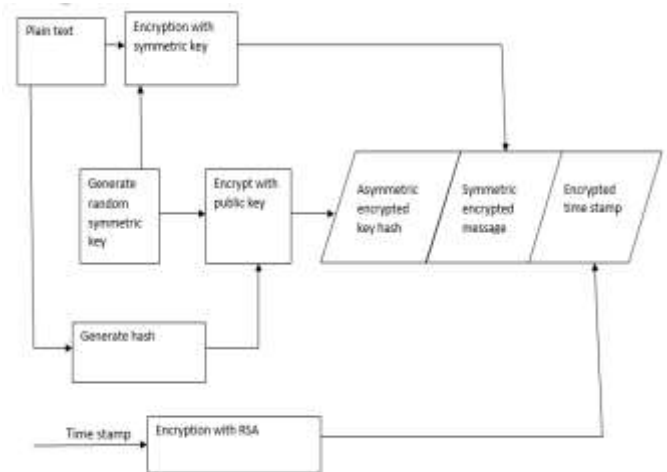 Plain text
Encryption with
symmetric key
Generate
random
symmetric
key
Encrypt with
public key
Asymmetric
encrypted
key hash
Symmetric
encrypted
message
Encrypted
time stamp
Generate hash
Time stamp
Encryption with RSA